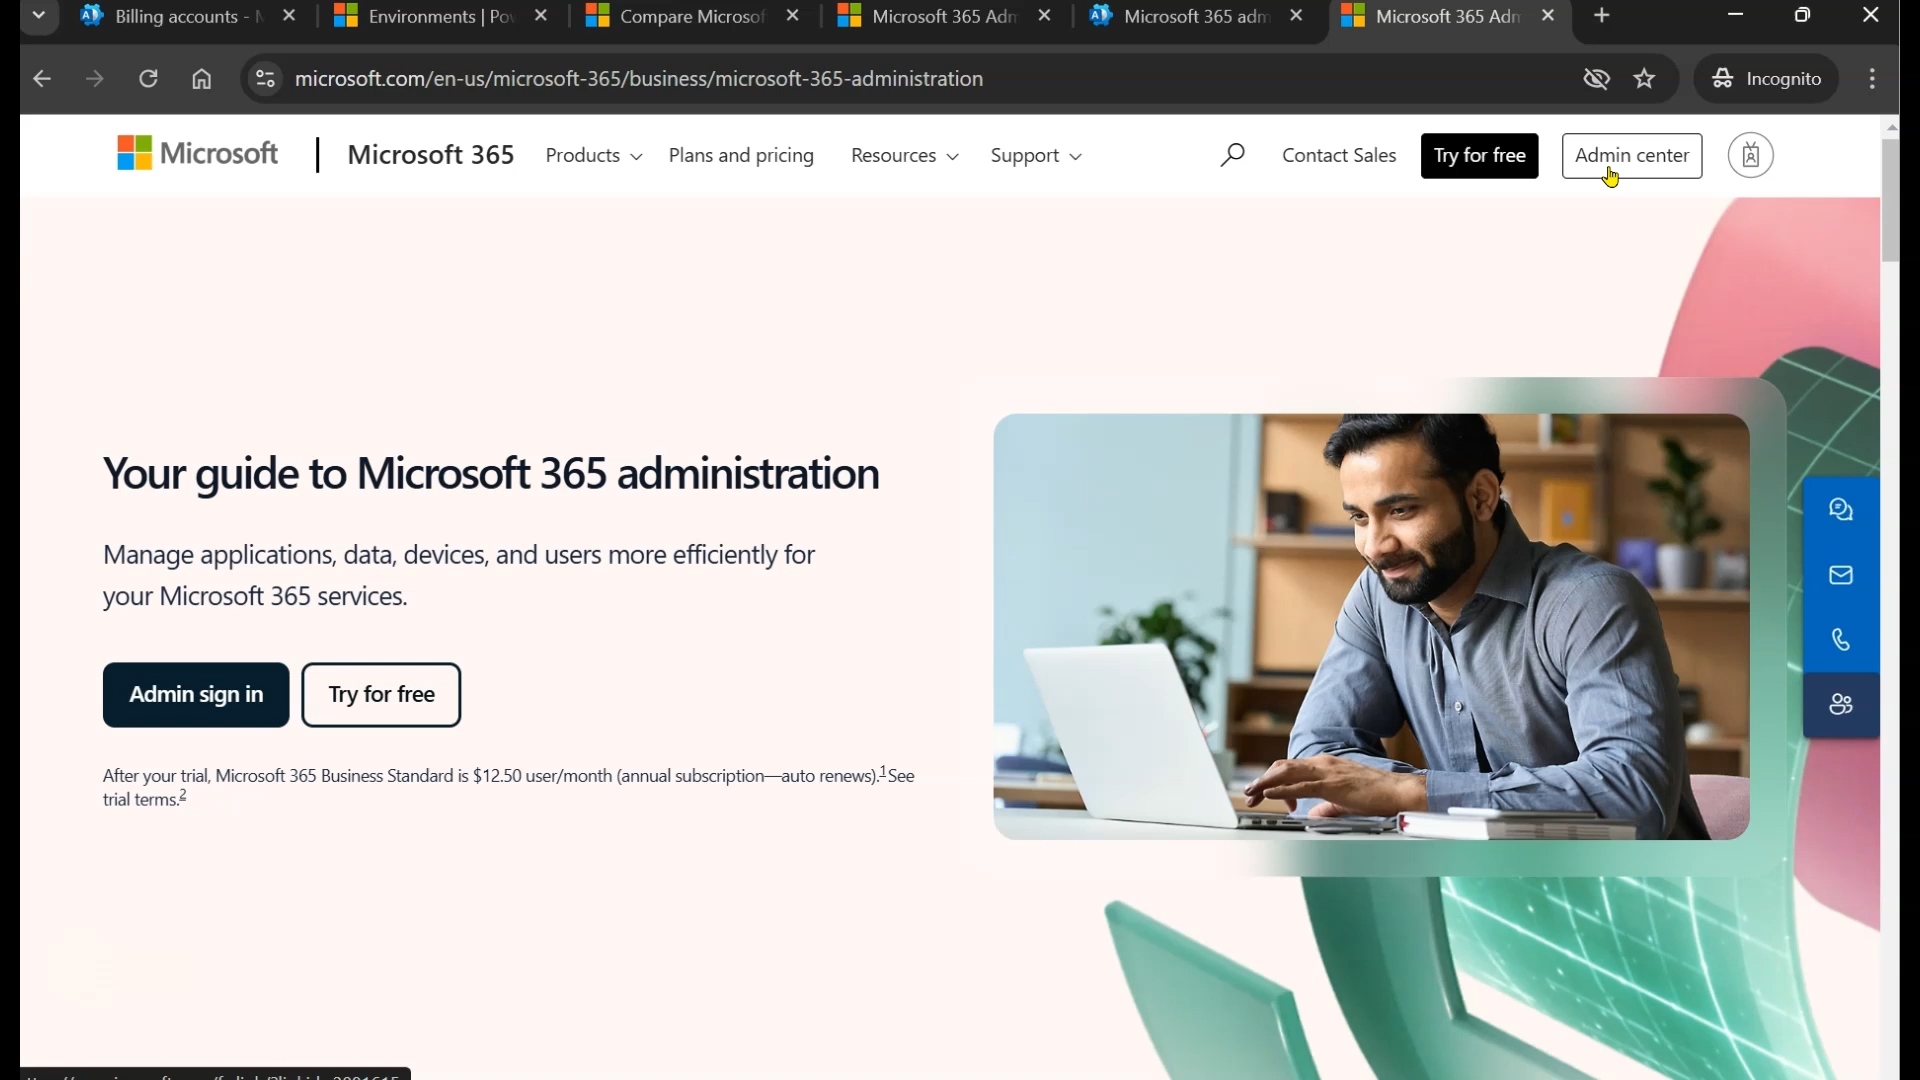 Billing accounts -
Environments | Po
Compare Microsof
Microsoft 365 Adm
Microsoft 365 adm
Microsoft 365 Adm
microsoft.com/en-us/microsoft-365/business/microsoft-365-administration
Incognito
Microsoft
Microsoft 365
Products
Plans and pricing
Resources
Support
Contact Sales
Try for free
Admin center
Your guide to Microsoft 365 administration
Manage applications, data, devices, and users more efficiently for
your Microsoft 365 services.
Admin sign in
Try for free
After your trial, Microsoft 365 Business Standard is $12.50 user/month (annual subscription—auto renews).1 See
trial terms.2